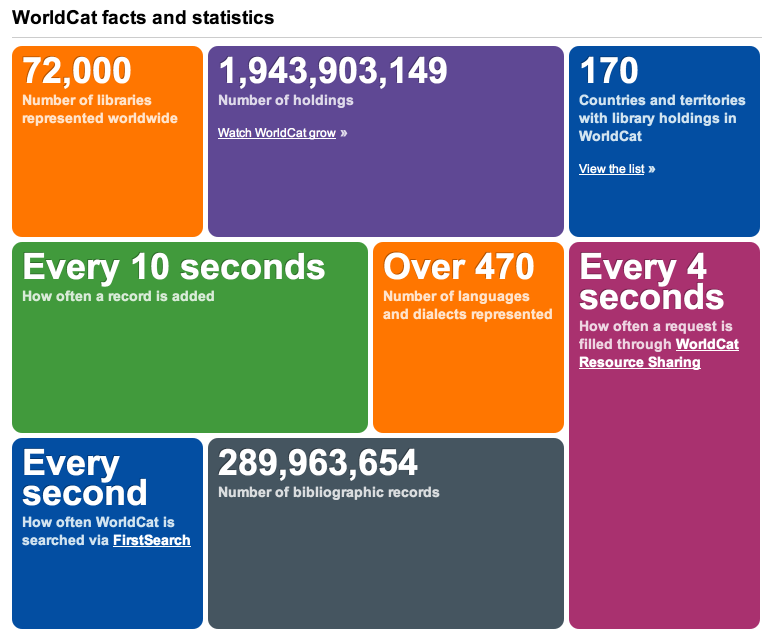 WorldCat facts and statistics
72,000
Number of libraries
represented worldwide
1,943,903,149
Number of holdings
Watch WorldCat grow »
170
Countries and territories
with library holdings in
WorldCat
View the list »
Every 10 seconds
How often a record is added
Over 470
Number of languages
and dialects represented
Every 4
seconds
How often a request is
filled through WorldCat
Resource Sharing
Every
second
How often WorldCat is
searched via FirstSearch
289,963,654
Number of bibliographic records